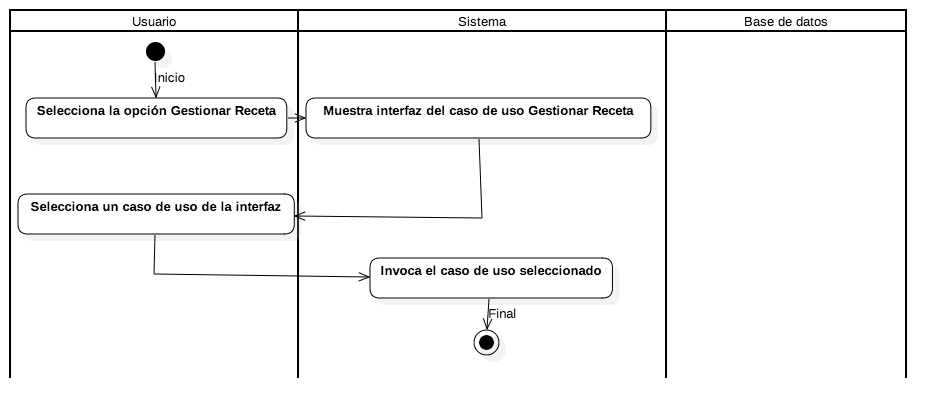 Usuario
Sistema
Base de datos
Inicio
Selecciona la opción Gestionar Receta
Muestra interfaz del caso de uso Gestionar Receta
Selecciona un caso de uso de la interfaz
Invoca el caso de uso seleccionado
Final